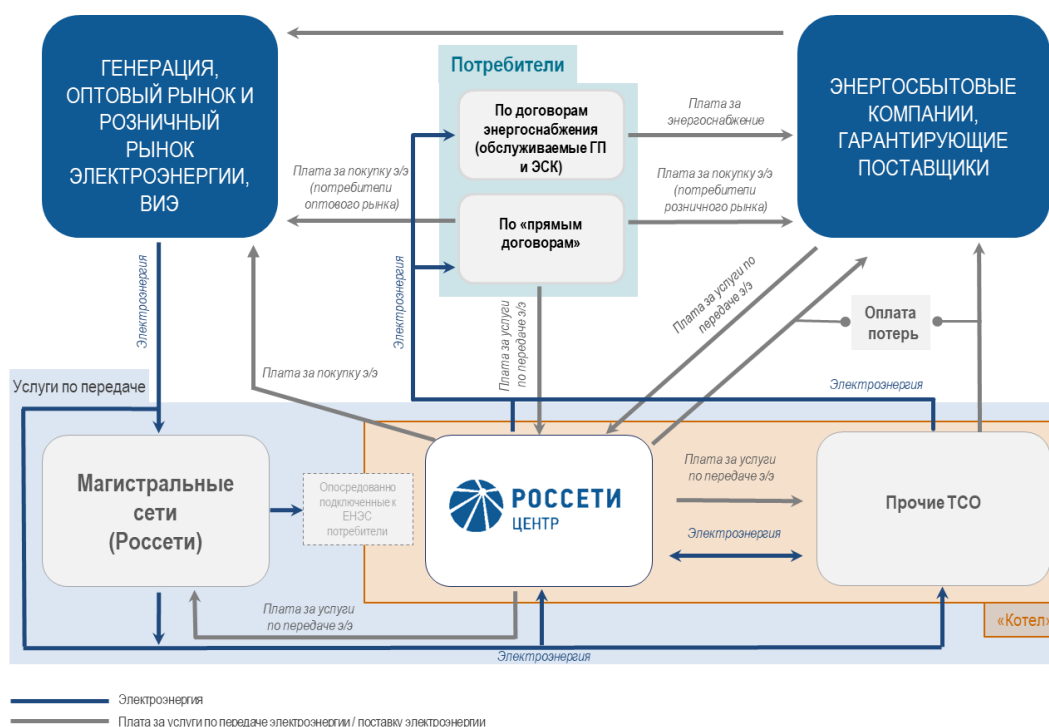 ГЕНЕРАЦИЯ,
ОПТОВЫЙ РЫНОК И
РОЗНИЧНЫЙ
РЫНОК
ЭЛЕКТРОЭНЕРГИИ,
ВИЭ
Потребители
По договорам
энергоснабжения
(обслуживаемые ГП
и ЭСК)
По «прямым
договорам»
ЭНЕРГОСБЫТОВЫЕ
КОМПАНИИ,
ГАРАНТИРУЮЩИЕ
ПОСТАВЩИКИ
Плата за
энергоснабжение
Плата за покупку э/э
(потребители
оптового рынка)
Плата за покупку э/э
(потребители
розничного рынка)
Электроэнергия
Электроэнергия
Плата за услуги
по передаче э/э
Плата за услуги по
передаче э/э
Оплата
потерь
Плата за покупку э/э
Электроэнергия
Услуги по передаче
Магистральные
сети
(Россети)
Опосредованно
подключенные к
ЕНЭС
потребители
РОССЕТИ
ЦЕНТР
Плата за услуги
по передаче э/э
Электроэнергия
Прочие ТСО
Плата за услуги
по передаче э/э
«Котел»
Электроэнергия
Электроэнергия
Плата за услуги по передаче электроэнергии / поставку электроэнергии